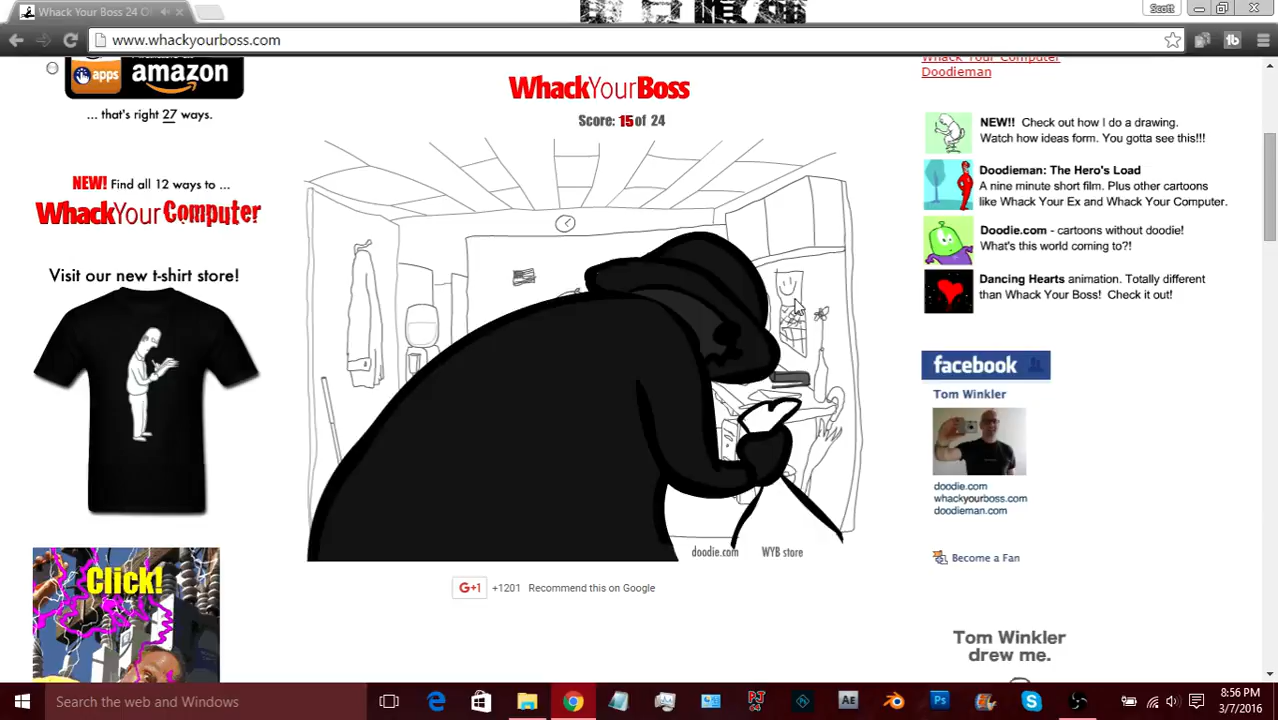 Whack Your Boss 24 O
Scott
www.whackyourboss.com
apps
amazon
... that's right 27 ways.
NEW! Find all 12 ways to ...
WhackYourComputer
Visit our new t-shirt store!
Click!
WhackYourBoss
Score: 15 of 24
doodie.com WYB store
G+1 +1201 Recommend this on Google
Whack Your Computer
Doodieman
NEW!! Check out how I do a drawing.
Watch how ideas form. You gotta see this!!!
Doodieman: The Hero's Load
A nine minute short film. Plus other cartoons
like Whack Your Ex and Whack Your Computer.
Doodie.com - cartoons without doodie!
What's this world coming to?!
Dancing Hearts animation. Totally different
than Whack Your Boss! Check it out!
facebook
Tom Winkler
doodie.com
whackyourboss.com
doodieman.com
Become a Fan
Tom Winkler
drew me.
Search the web and Windows
8:56 PM
3/7/2016